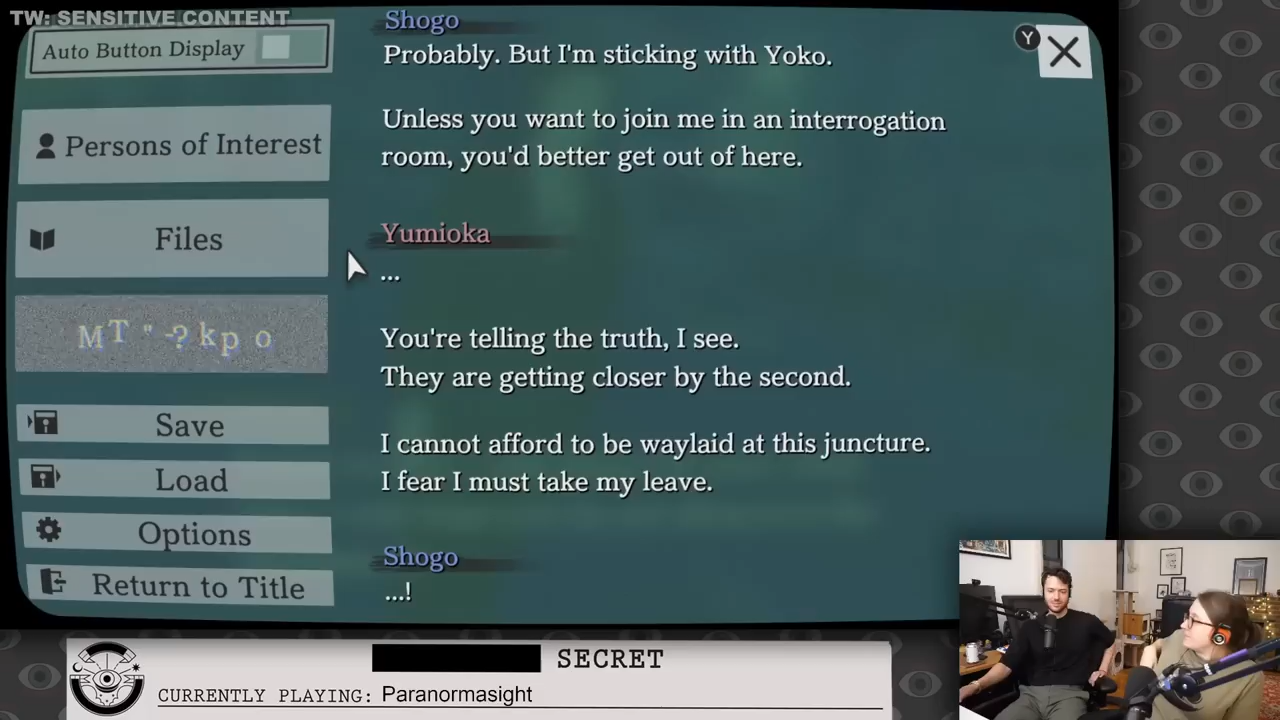 TW: SENSITIVE CONTENT
Auto Button Display
Persons of Interest
Files
MT "-? kp o
Save
Load
Options
Return to Title
Shogo
Probably. But I'm sticking with Yoko.
Unless you want to join me in an interrogation
room, you'd better get out of here.
Yumioka
...
You're telling the truth, I see.
They are getting closer by the second.
I cannot afford to be waylaid at this juncture.
I fear I must take my leave.
Shogo
...!
Y
SECRET
CURRENTLY PLAYING: Paranormasight